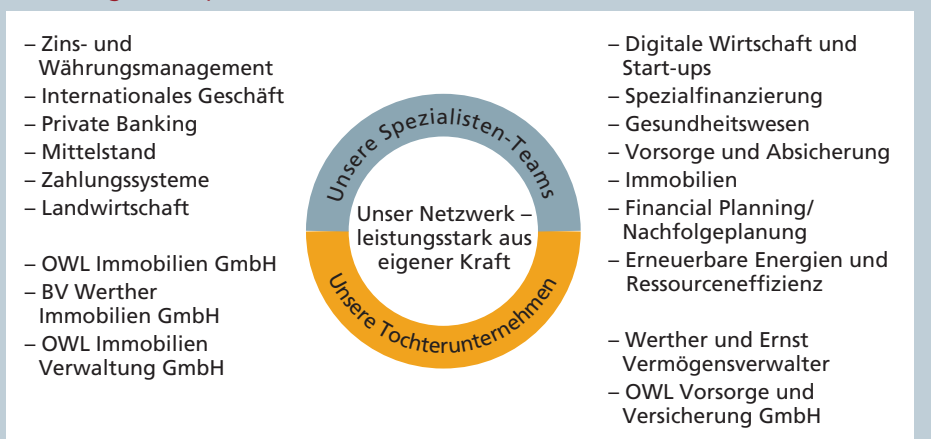 – Zins- und
Währungsmanagement
– Internationales Geschäft
– Private Banking
– Mittelstand
– Zahlungssysteme
– Landwirtschaft
– OWL Immobilien GmbH
– BV Werther
Immobilien GmbH
– OWL Immobilien
Verwaltung GmbH
Unsere Spezialisten-Teams
Unser Netzwerk –
leistungsstark aus
eigener Kraft
Unsere Tochterunternehmen
– Digitale Wirtschaft und
Start-ups
– Spezialfinanzierung
– Gesundheitswesen
– Vorsorge und Absicherung
– Immobilien
– Financial Planning/
Nachfolgeplanung
– Erneuerbare Energien und
Ressourceneffizienz
– Werther und Ernst
Vermögensverwalter
– OWL Vorsorge und
Versicherung GmbH